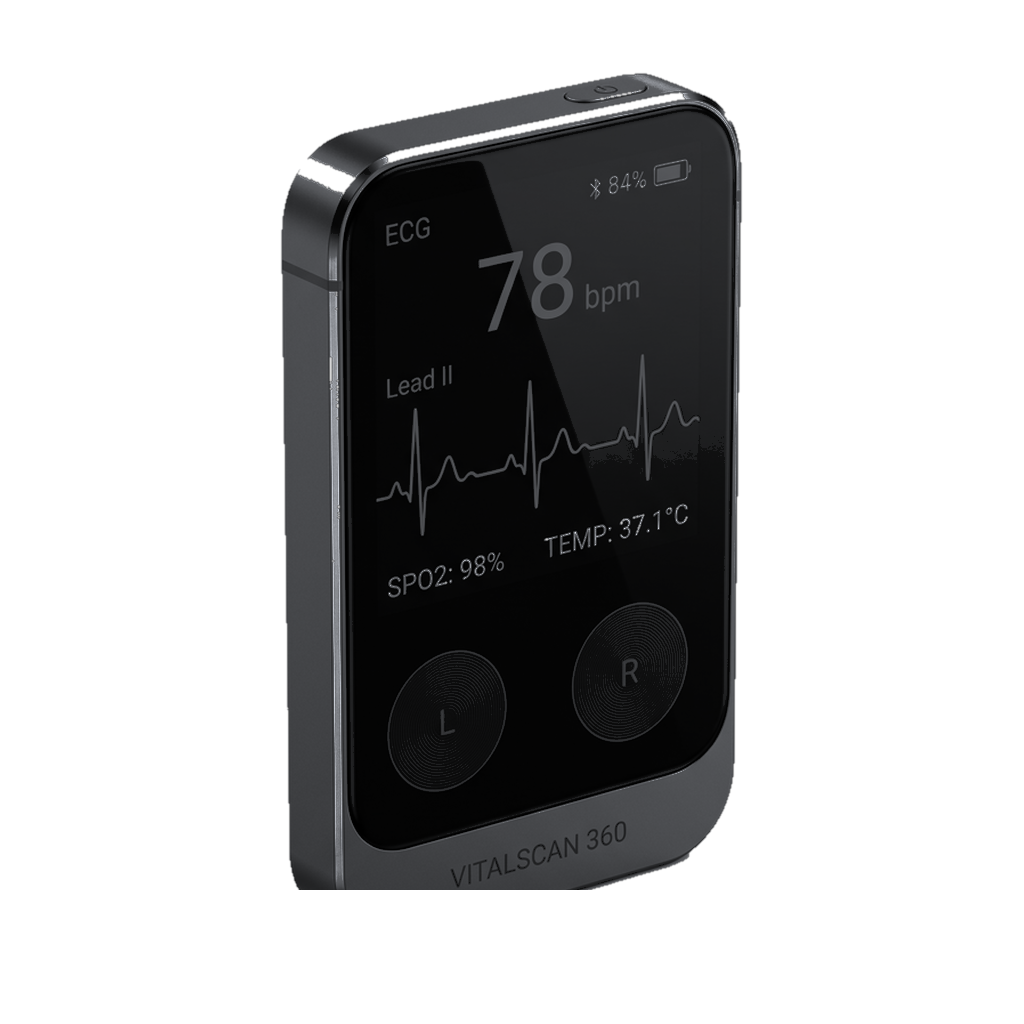 84%
ECG
78 bpm
Lead II
SPO2: 98%
TEMP: 37.1°C
L
R
VITALSCAN 360